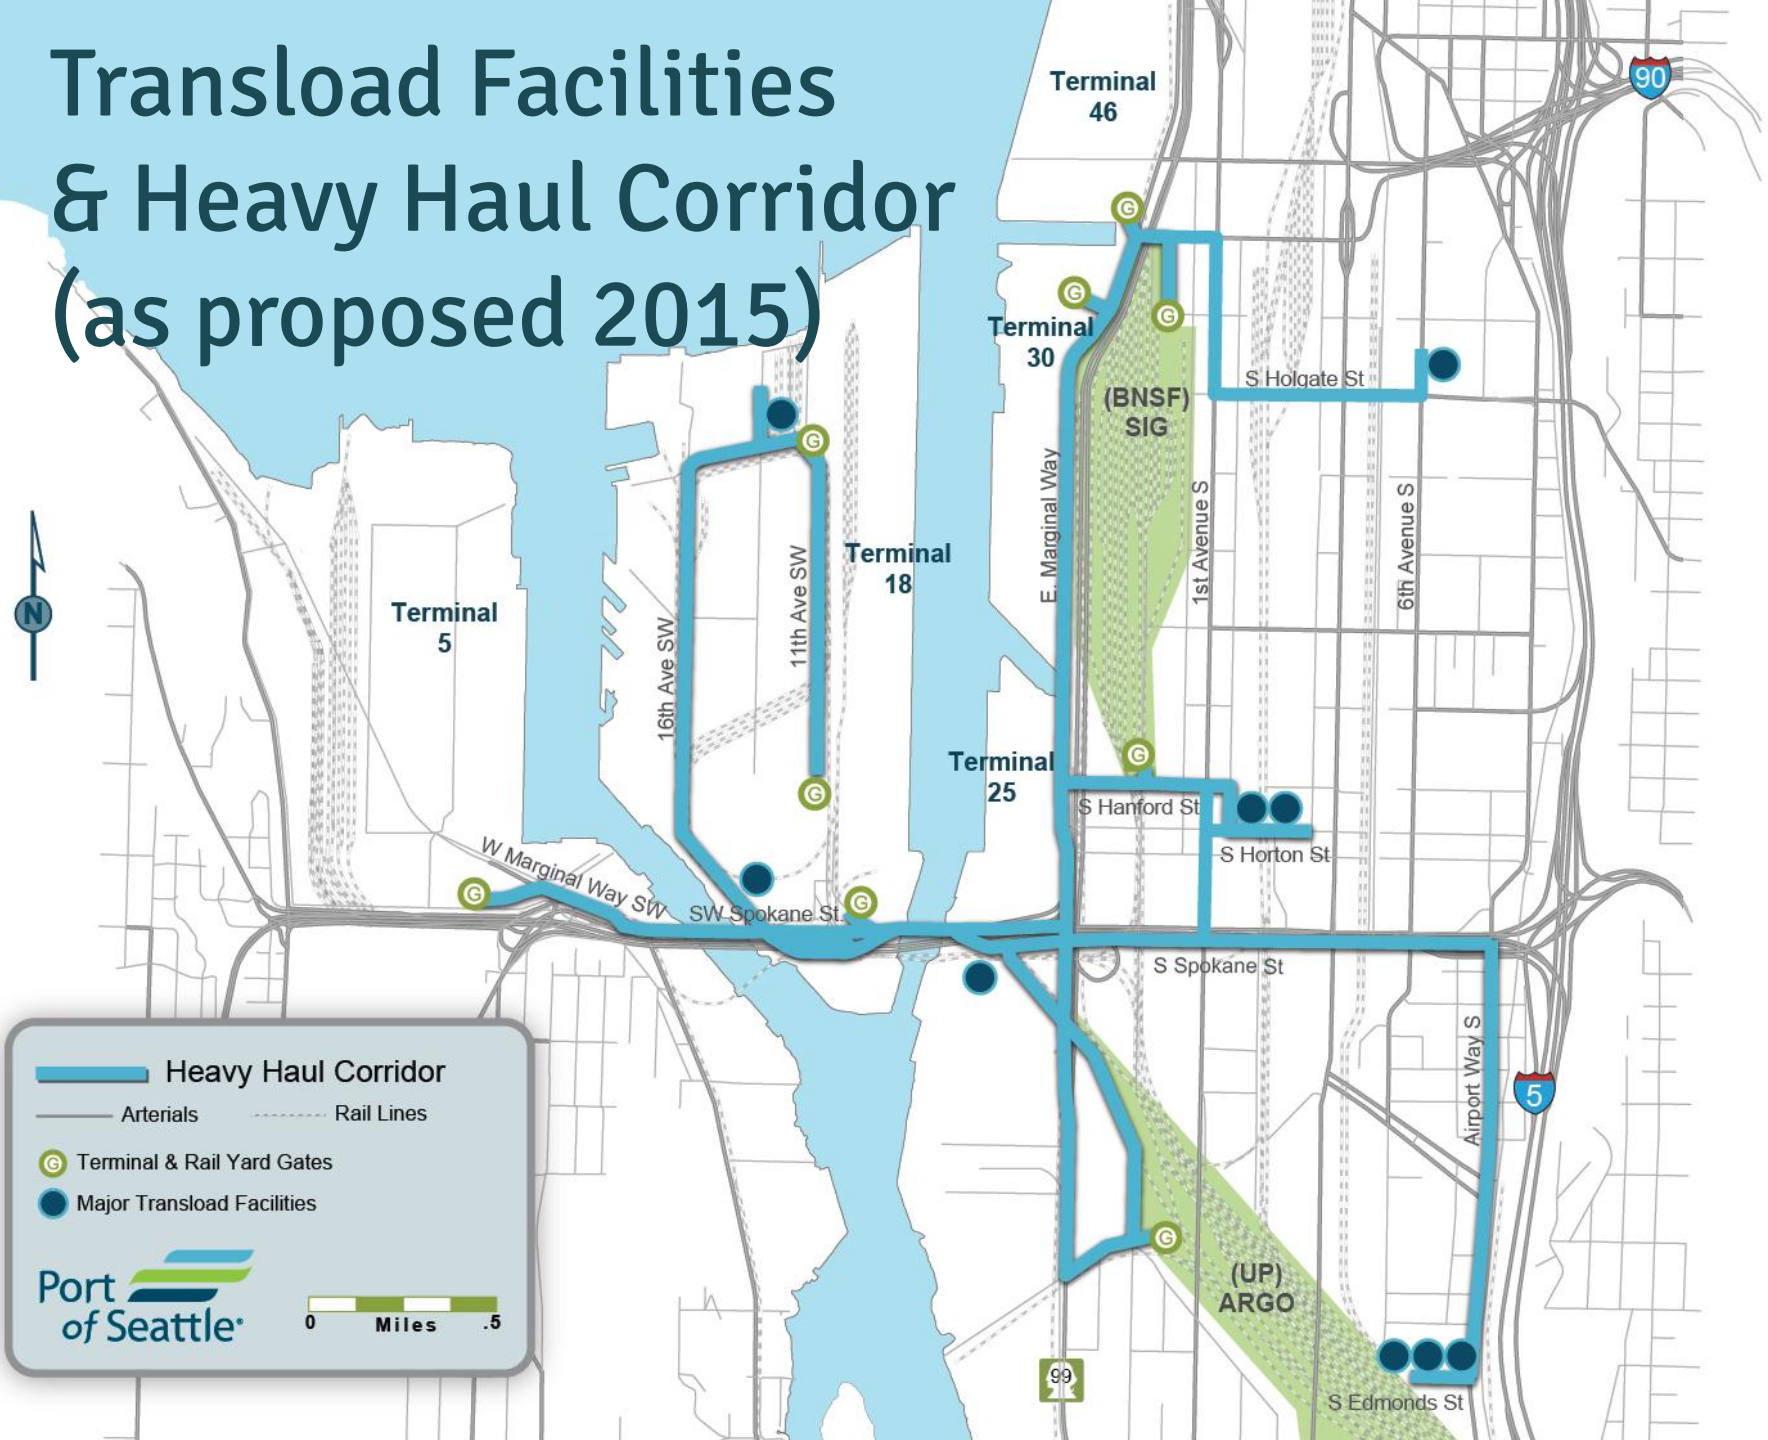 Transload Facilities
& Heavy Haul Corridor
(as proposed 2015)
Terminal
46
90
G
G
Terminal
30
G
(BNSF)
SIG
S Holgate St
G
E. Marginal Way
1st Avenue S
6th Avenue S
Terminal
18
11th Ave SW
16th Ave SW
Terminal
5
N
Terminal
25
G
G
S Hanford St
S Horton St
W Marginal Way SW
G
SW Spokane St.
G
S Spokane St
Airport Way S
5
G
(UP)
ARGO
99
S Edmonds St
Heavy Haul Corridor
Arterials
Rail Lines
G Terminal & Rail Yard Gates
Major Transload Facilities
Port
of Seattle
0 Miles .5